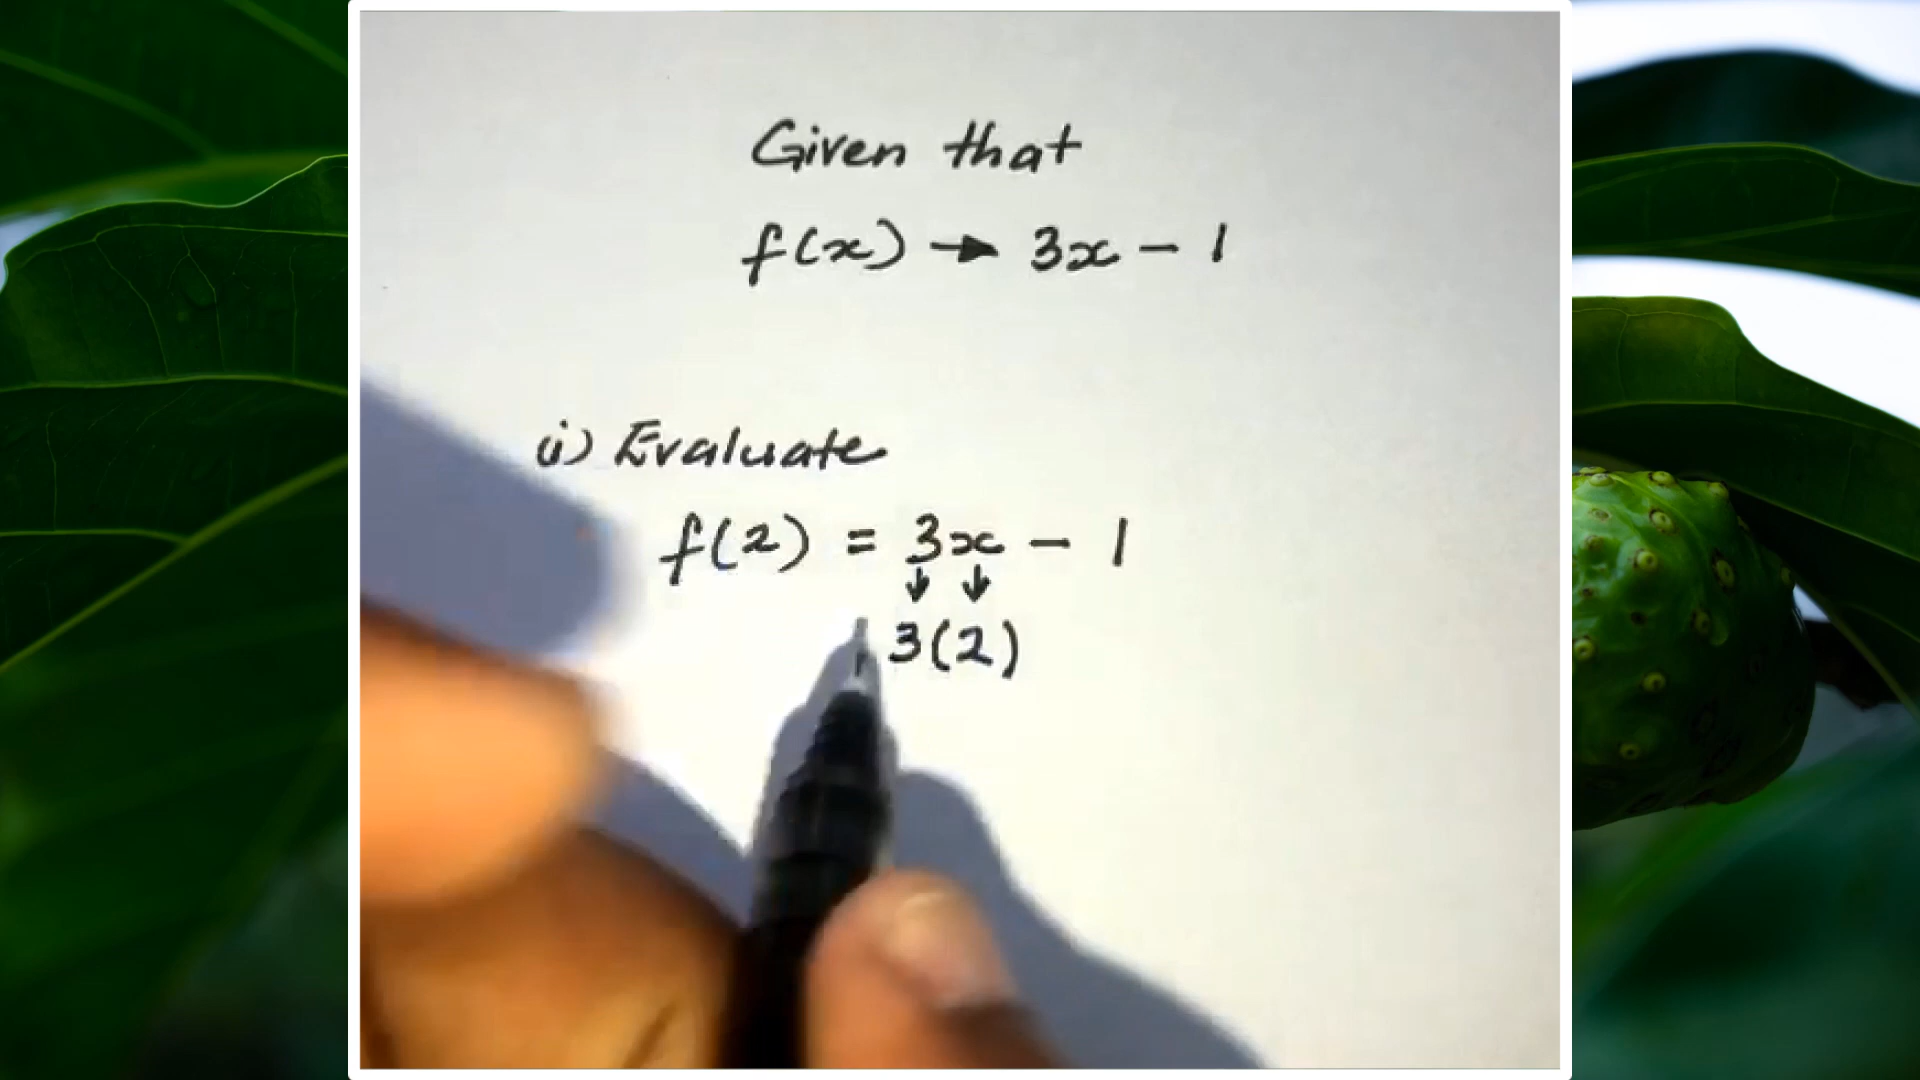 Given that
f(x) → 3x - 1
(i) Evaluate
f(2) = 3x - 1
↓ ↓
3(2)